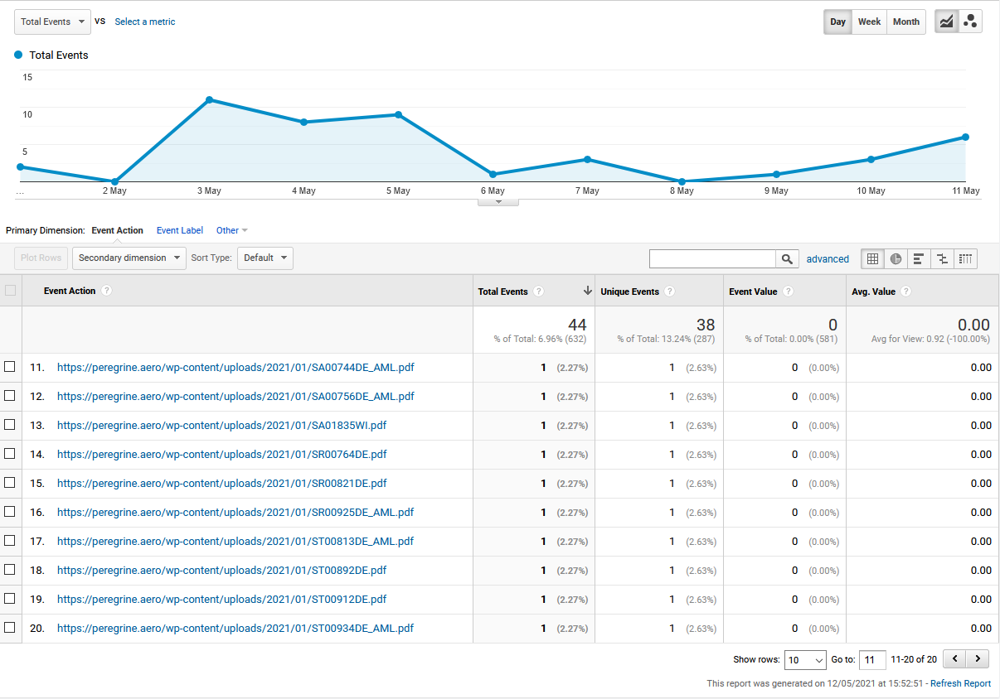 Total Events VS Select a metric Day Week Month
Total Events
15
10
5
... 2 May 3 May 4 May 5 May 6 May 7 May 8 May 9 May 10 May 11 May
Primary Dimension: Event Action Event Label Other
Plot Rows Secondary dimension Sort Type: Default advanced
Event Action ? Total Events ? Unique Events ? Event Value ? Avg. Value ?
44 38 0 0.00
% of Total: 6.96% (632) % of Total: 13.24% (287) % of Total: 0.00% (581) Avg for View: 0.92 (-100.00%)
11. https://peregrine.aero/wp-content/uploads/2021/01/SA00744DE_AML.pdf 1 (2.27%) 1 (2.63%) 0 (0.00%) 0.00
12. https://peregrine.aero/wp-content/uploads/2021/01/SA00756DE_AML.pdf 1 (2.27%) 1 (2.63%) 0 (0.00%) 0.00
13. https://peregrine.aero/wp-content/uploads/2021/01/SA01835WI.pdf 1 (2.27%) 1 (2.63%) 0 (0.00%) 0.00
14. https://peregrine.aero/wp-content/uploads/2021/01/SR00764DE.pdf 1 (2.27%) 1 (2.63%) 0 (0.00%) 0.00
15. https://peregrine.aero/wp-content/uploads/2021/01/SR00821DE.pdf 1 (2.27%) 1 (2.63%) 0 (0.00%) 0.00
16. https://peregrine.aero/wp-content/uploads/2021/01/SR00925DE_AML.pdf 1 (2.27%) 1 (2.63%) 0 (0.00%) 0.00
17. https://peregrine.aero/wp-content/uploads/2021/01/ST00813DE_AML.pdf 1 (2.27%) 1 (2.63%) 0 (0.00%) 0.00
18. https://peregrine.aero/wp-content/uploads/2021/01/ST00892DE.pdf 1 (2.27%) 1 (2.63%) 0 (0.00%) 0.00
19. https://peregrine.aero/wp-content/uploads/2021/01/ST00912DE.pdf 1 (2.27%) 1 (2.63%) 0 (0.00%) 0.00
20. https://peregrine.aero/wp-content/uploads/2021/01/ST00934DE_AML.pdf 1 (2.27%) 1 (2.63%) 0 (0.00%) 0.00
Show rows: 10 Go to: 11 11-20 of 20
This report was generated on 12/05/2021 at 15:52:51 - Refresh Report